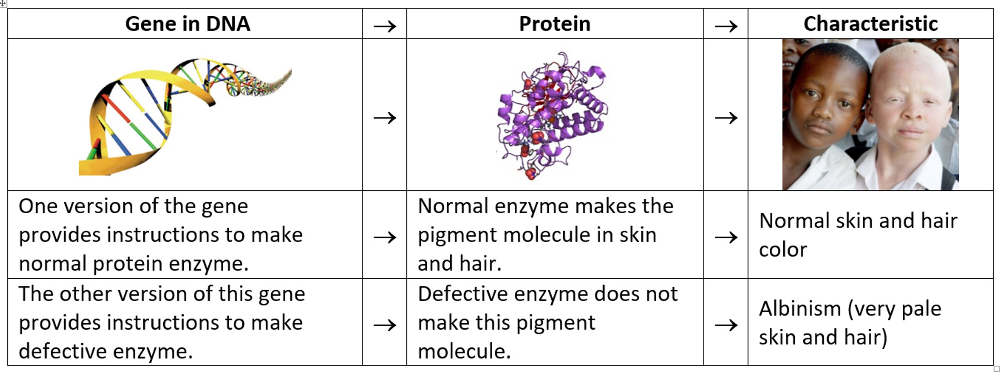 Gene in DNA → Protein → Characteristic
→ →
One version of the gene
provides instructions to make
normal protein enzyme.
→
Normal enzyme makes the
pigment molecule in skin
and hair.
→
Normal skin and hair
color
The other version of this gene
provides instructions to make
defective enzyme.
→
Defective enzyme does not
make this pigment
molecule.
→
Albinism (very pale
skin and hair)